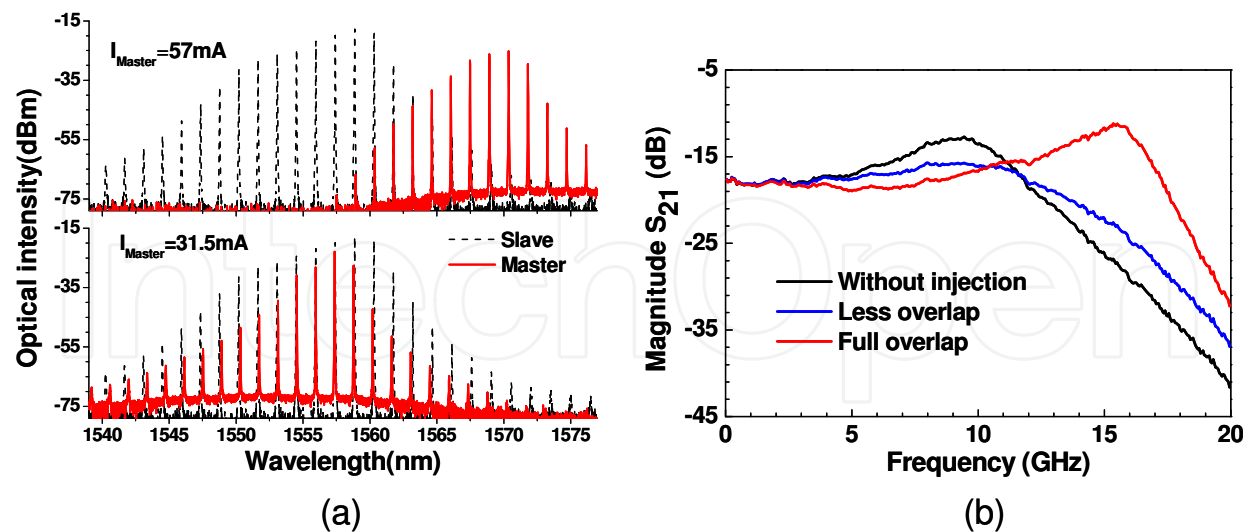 -15
-35
-55
-75
-15
-35
-55
-75
I_Master=57mA
I_Master=31.5mA
Slave
Master
Optical intensity(dBm)
1540 1545 1550 1555 1560 1565 1570 1575
Wavelength(nm)
(a)
-5
-15
-25
-35
-45
Magnitude S21 (dB)
Without injection
Less overlap
Full overlap
0 5 10 15 20
Frequency (GHz)
(b)
IntechOpen